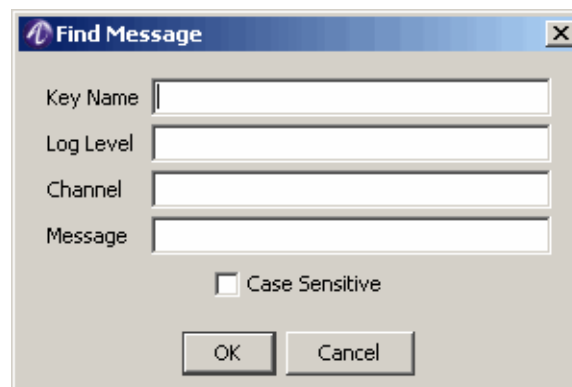 Find Message
Key Name
Log Level
Channel
Message
Case Sensitive
OK Cancel